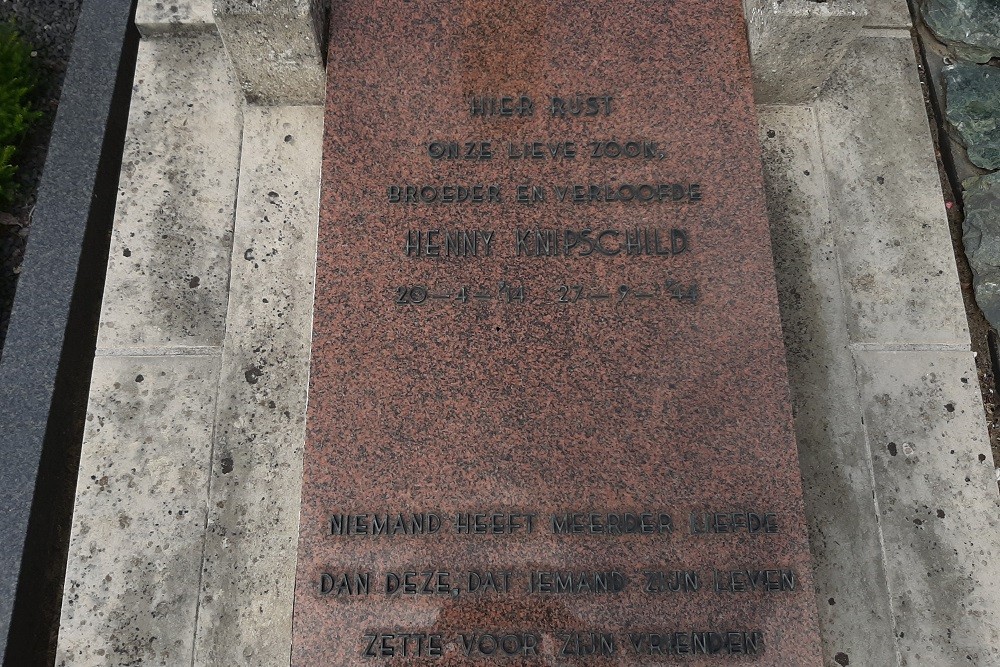 HIER RUST
ONZE LIEVE ZOON,
BROEDER EN VERLOOFDE
HENNY KNIPSCHILD
20-4-'14 27-9-'44
NIEMAND HEEFT MEERDER LIEFDE
DAN DEZE, DAT IEMAND ZIJN LEVEN
ZETTE VOOR ZIJN VRIENDEN